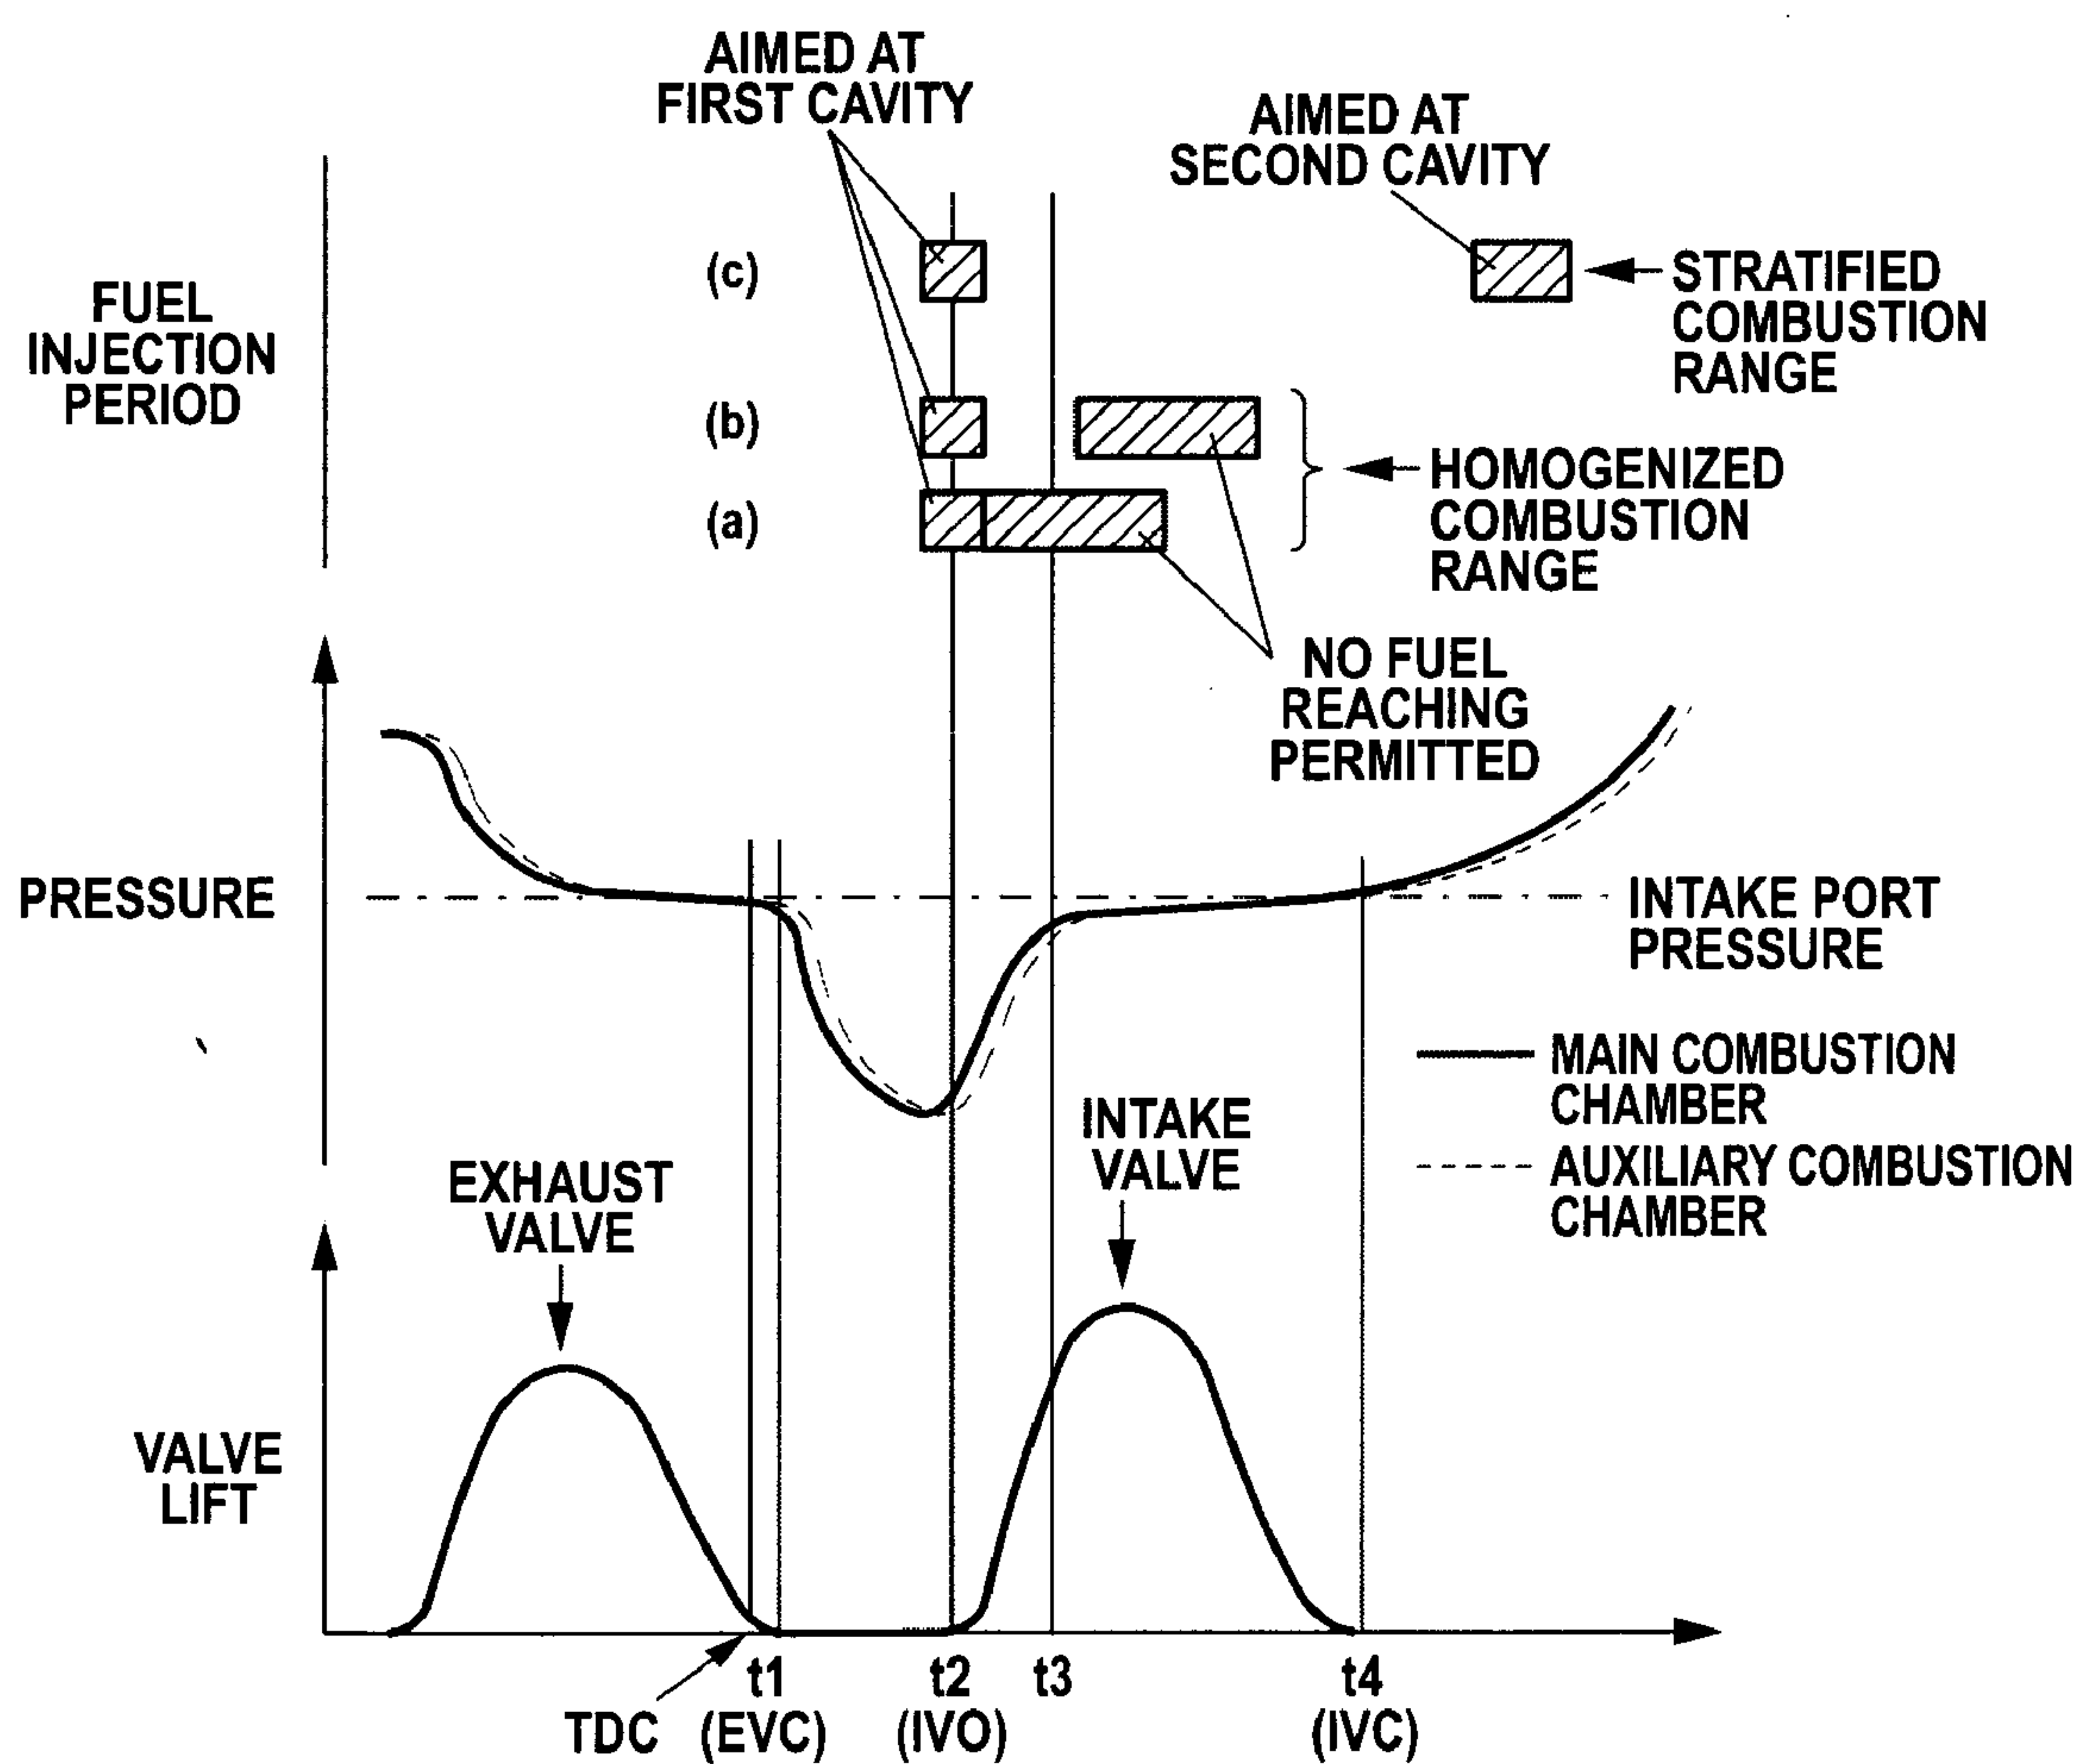 AIMED AT
FIRST CAVITY
AIMED AT
SECOND CAVITY
FUEL
INJECTION
PERIOD
(c)
STRATIFIED
COMBUSTION
RANGE
(b)
(a)
HOMOGENIZED
COMBUSTION
RANGE
NO FUEL
REACHING
PERMITTED
PRESSURE
INTAKE PORT
PRESSURE
MAIN COMBUSTION
CHAMBER
AUXILIARY COMBUSTION
CHAMBER
EXHAUST
VALVE
INTAKE
VALVE
VALVE
LIFT
TDC
t1
(EVC)
t2
(IVO)
t3
t4
(IVC)